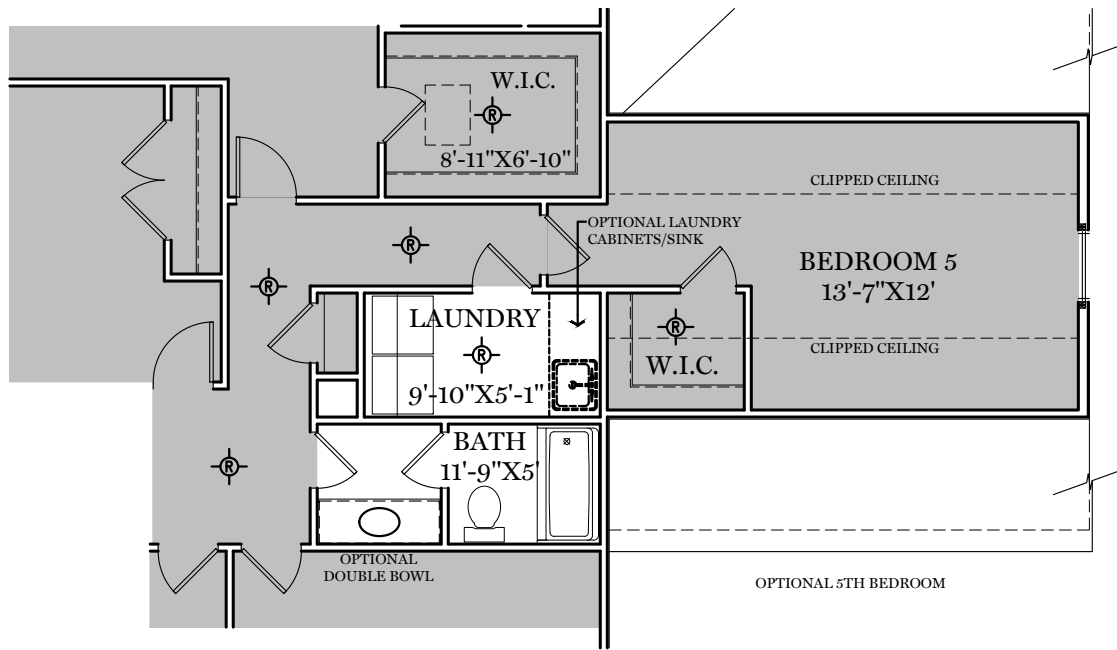 W.I.C.
R
8'-11"X6'-10"
CLIPPED CEILING
OPTIONAL LAUNDRY
CABINETS/SINK
R
BEDROOM 5
13'-7"X12'
R
LAUNDRY
R
9'-10"X5'-1"
R
W.I.C.
CLIPPED CEILING
BATH
11'-9"X5'
R
OPTIONAL
DOUBLE BOWL
OPTIONAL 5TH BEDROOM